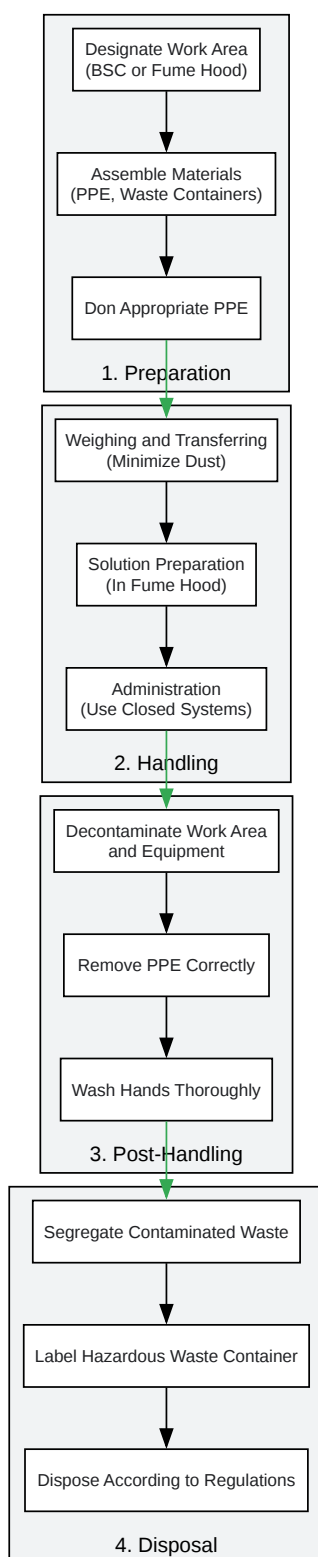 Designate Work Area
(BSC or Fume Hood)
Assemble Materials
(PPE, Waste Containers)
Don Appropriate PPE
1. Preparation
Weighing and Transferring
(Minimize Dust)
Solution Preparation
(In Fume Hood)
Administration
(Use Closed Systems)
2. Handling
Decontaminate Work Area
and Equipment
Remove PPE Correctly
Wash Hands Thoroughly
3. Post-Handling
Segregate Contaminated Waste
Label Hazardous Waste Container
Dispose According to Regulations
4. Disposal